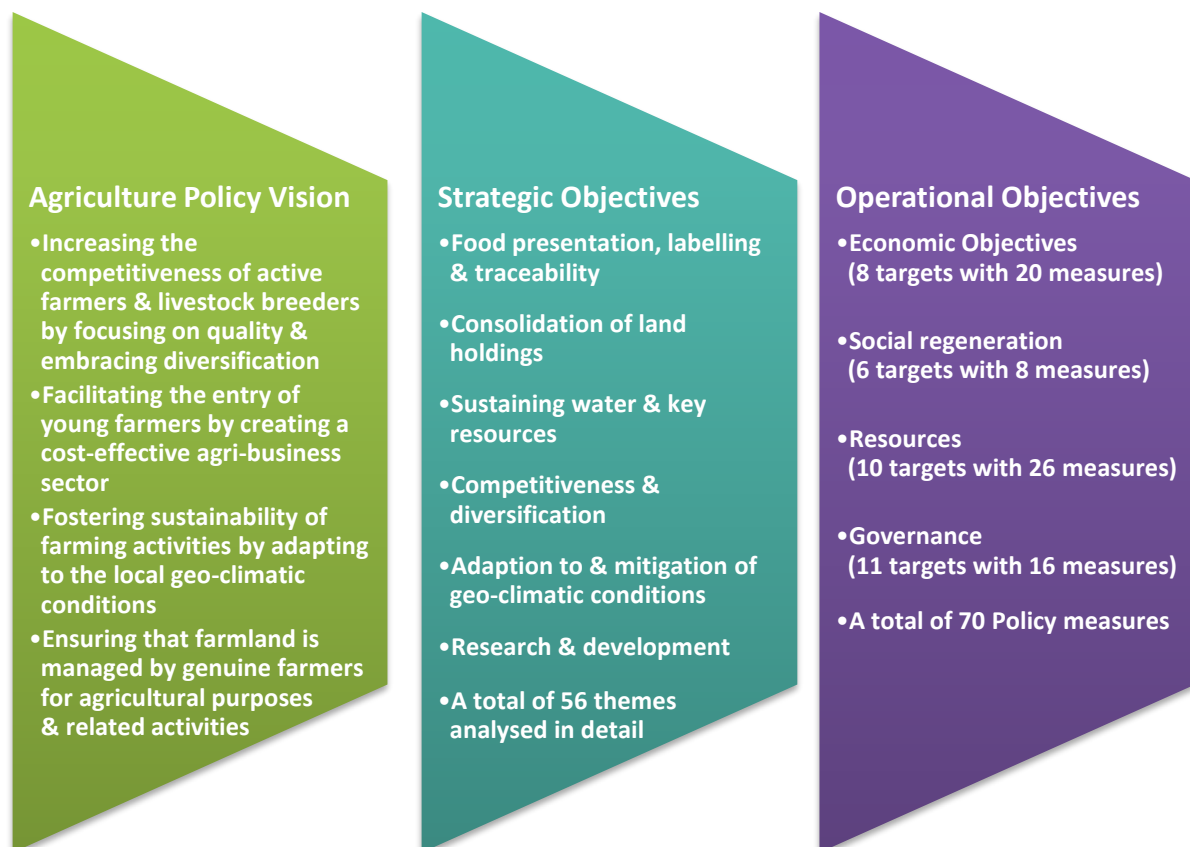 Agriculture Policy Vision
•Increasing the
competitiveness of active
farmers & livestock breeders
by focusing on quality &
embracing diversification
•Facilitating the entry of
young farmers by creating a
cost-effective agri-business
sector
•Fostering sustainability of
farming activities by adapting
to the local geo-climatic
conditions
•Ensuring that farmland is
managed by genuine farmers
for agricultural purposes
& related activities
Strategic Objectives
•Food presentation, labelling
& traceability
•Consolidation of land
holdings
•Sustaining water & key
resources
•Competitiveness &
diversification
•Adaption to & mitigation of
geo-climatic conditions
•Research & development
•A total of 56 themes
analysed in detail
Operational Objectives
•Economic Objectives
(8 targets with 20 measures)
•Social regeneration
(6 targets with 8 measures)
•Resources
(10 targets with 26 measures)
•Governance
(11 targets with 16 measures)
•A total of 70 Policy measures